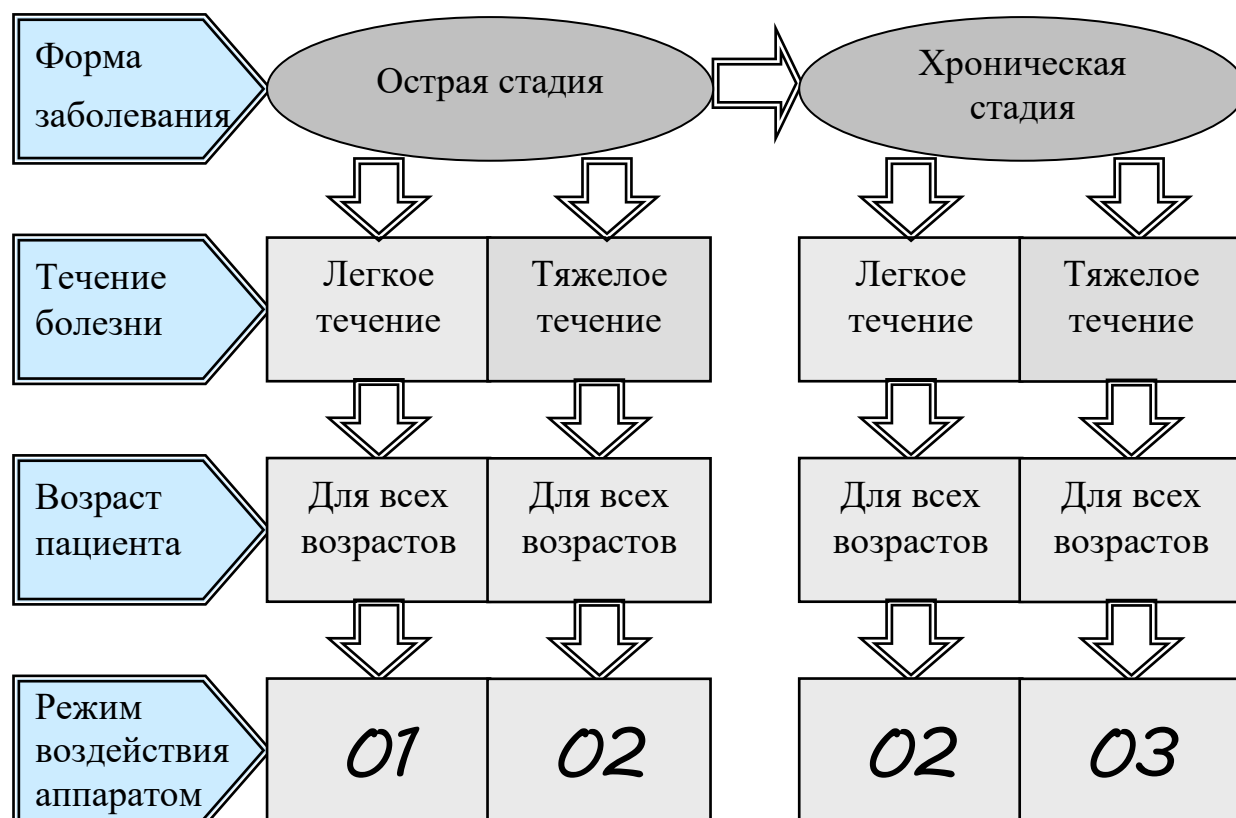 Форма
заболевания
Острая стадия
Хроническая
стадия
Течение
болезни
Легкое
течение
Тяжелое
течение
Легкое
течение
Тяжелое
течение
Возраст
пациента
Для всех
возрастов
Для всех
возрастов
Для всех
возрастов
Для всех
возрастов
Режим
воздействия
аппаратом
01
02
02
03